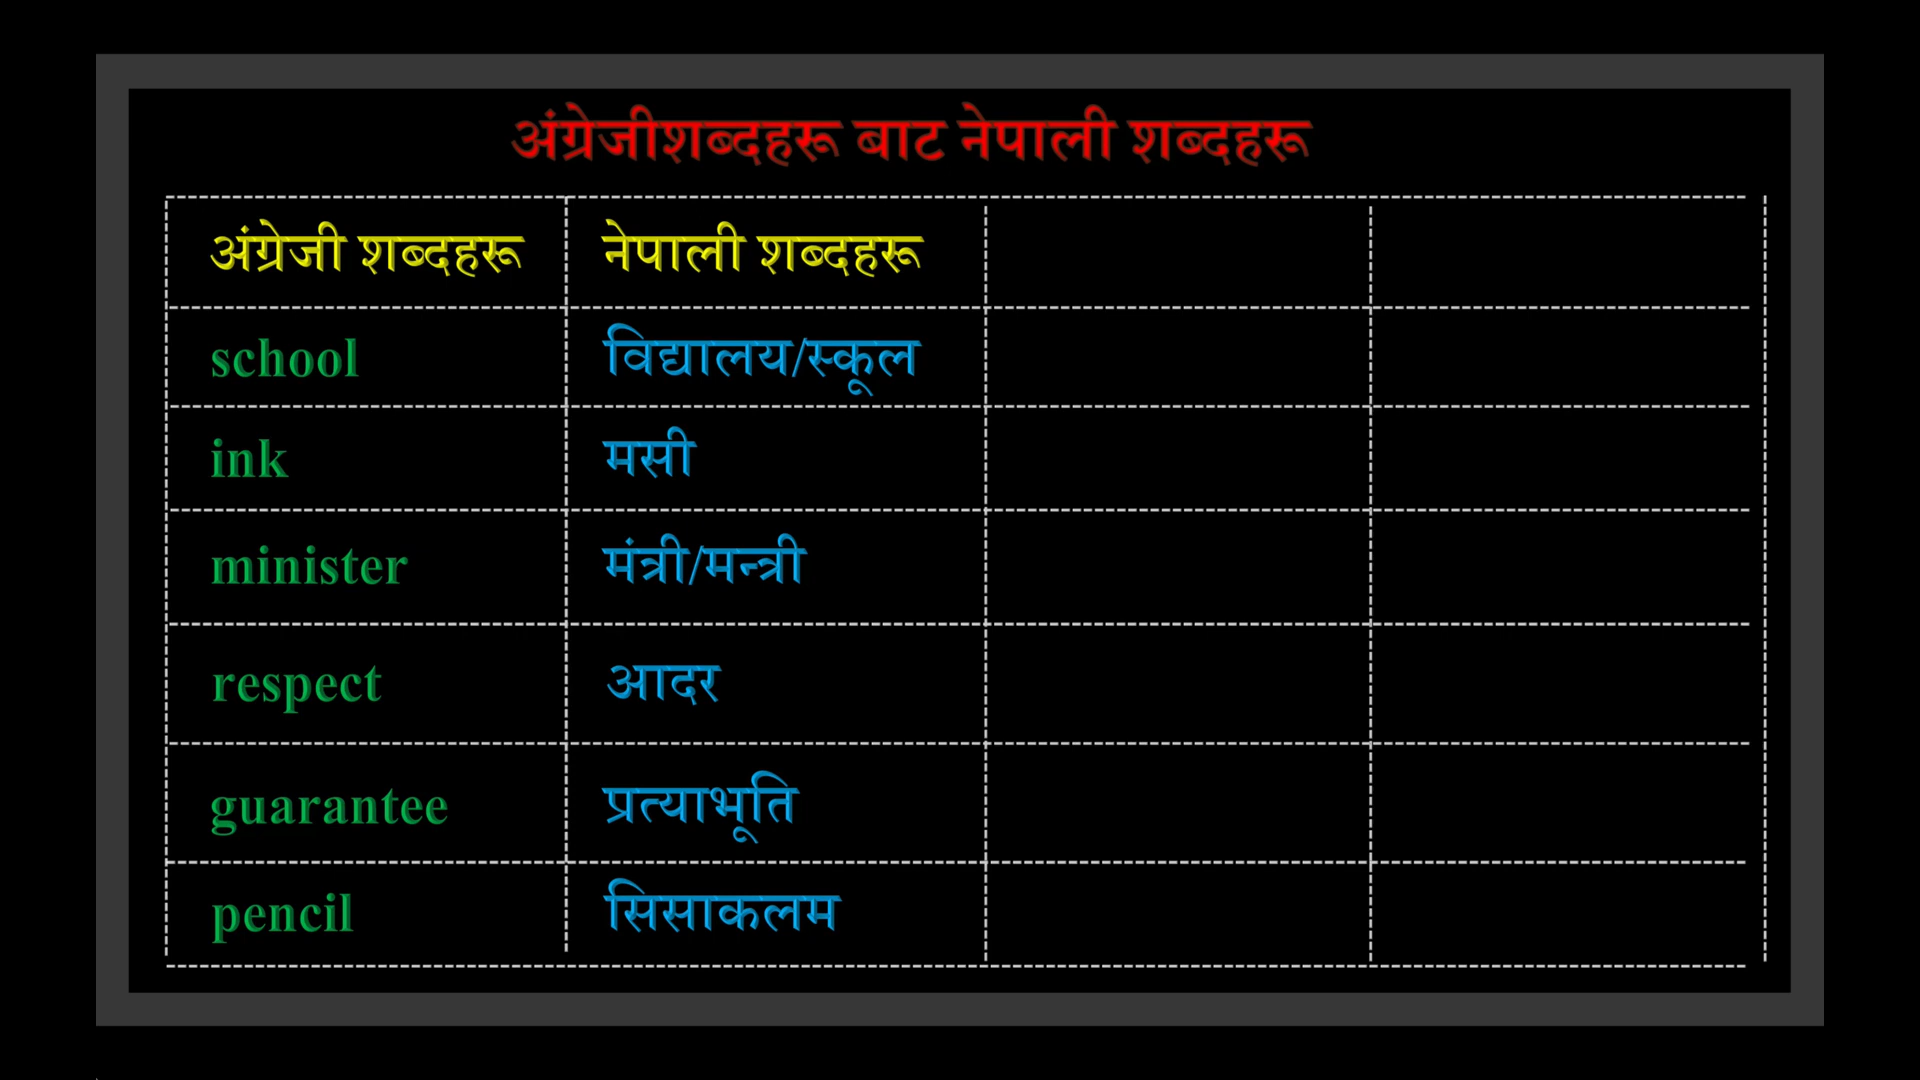 अंग्रेजीशब्दहरू बाट नेपाली शब्दहरू
अंग्रेजी शब्दहरू नेपाली शब्दहरू
school विद्यालय/स्कूल
ink मसी
minister मंत्री/मन्त्री
respect आदर
guarantee प्रत्याभूति
pencil सिसाकलम